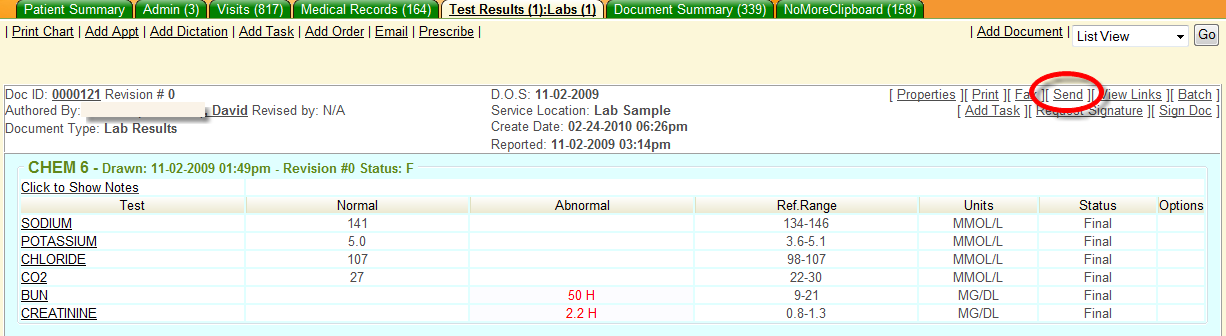 Patient Summary Admin (3) Visits (817) Medical Records (164) Test Results (1):Labs (1) Document Summary (339) NoMoreClipboard (158)
| Print Chart | Add Appt | Add Dictation | Add Task | Add Order | Email | Prescribe | | Add Document | List View Go
Doc ID: 0000121 Revision # 0 D.O.S: 11-02-2009 [ Properties ][ Print ][ Fax ][ Send ][ View Links ][ Batch ]
Authored By: , David Revised by: N/A Service Location: Lab Sample [ Add Task ][ Request Signature ][ Sign Doc ]
Document Type: Lab Results Create Date: 02-24-2010 06:26pm
Reported: 11-02-2009 03:14pm
CHEM 6 - Drawn: 11-02-2009 01:49pm - Revision #0 Status: F
Click to Show Notes
Test Normal Abnormal Ref.Range Units Status Options
SODIUM 141 134-146 MMOL/L Final
POTASSIUM 5.0 3.6-5.1 MMOL/L Final
CHLORIDE 107 98-107 MMOL/L Final
CO2 27 22-30 MMOL/L Final
BUN 50 H 9-21 MG/DL Final
CREATININE 2.2 H 0.8-1.3 MG/DL Final